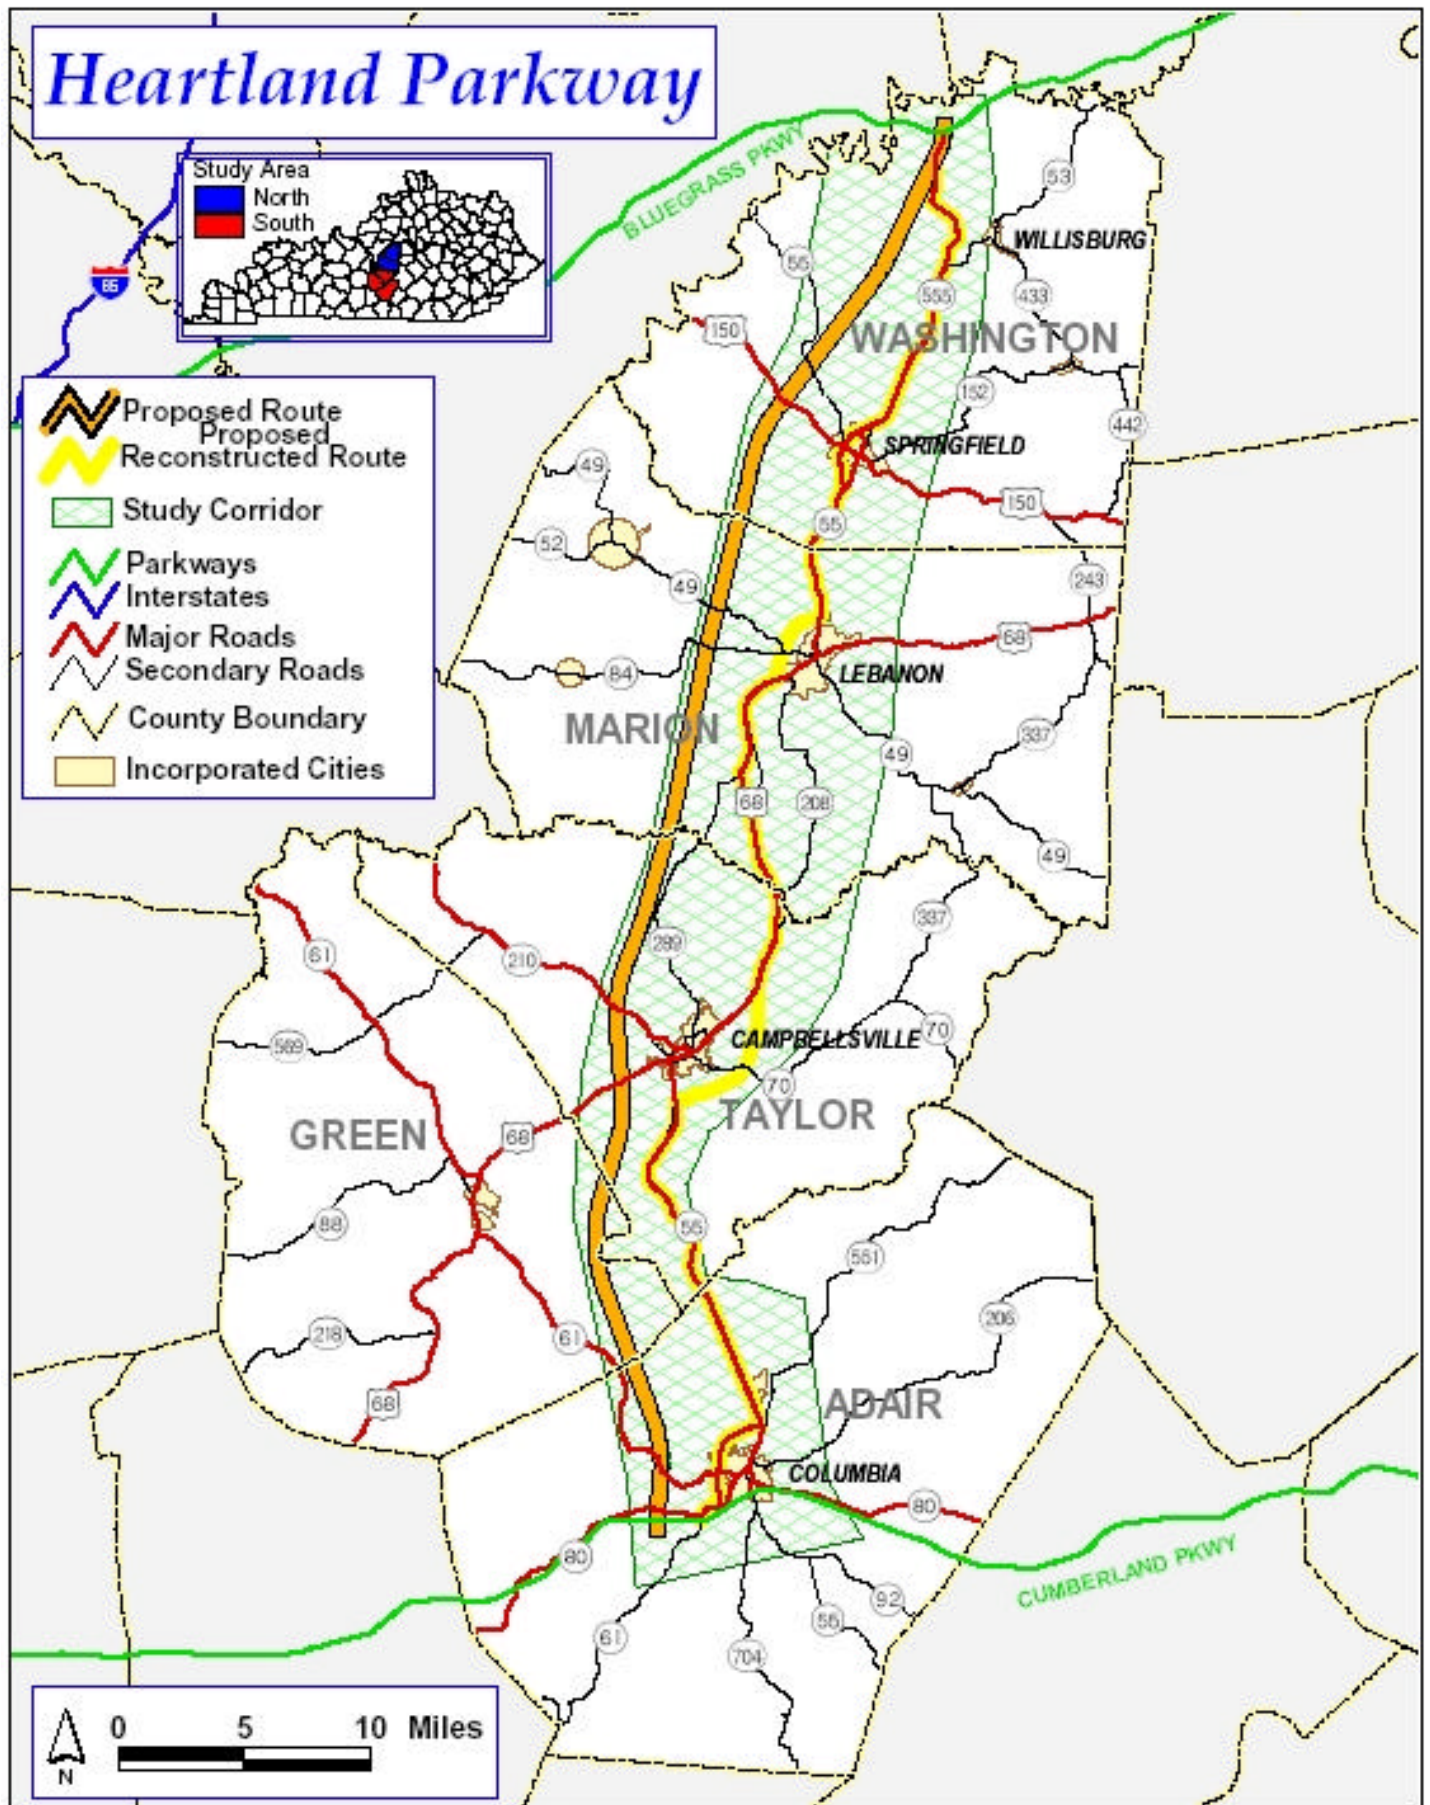 Heartland Parkway
Study Area
North
South
65
Proposed Route
Proposed
Reconstructed Route
Study Corridor
Parkways
Interstates
Major Roads
Secondary Roads
County Boundary
Incorporated Cities
BLUEGRASS PKWY
53
WILLISBURG
55
555
433
150
WASHINGTON
152
442
SPRINGFIELD
49
150
55
52
49
243
68
84
LEBANON
MARION
337
49
68
208
49
337
289
61
210
70
CAMPBELLSVILLE
569
70
TAYLOR
GREEN
68
88
55
551
206
218
61
68
ADAIR
COLUMBIA
80
80
CUMBERLAND PKWY
92
55
61
704
0 5 10 Miles
N